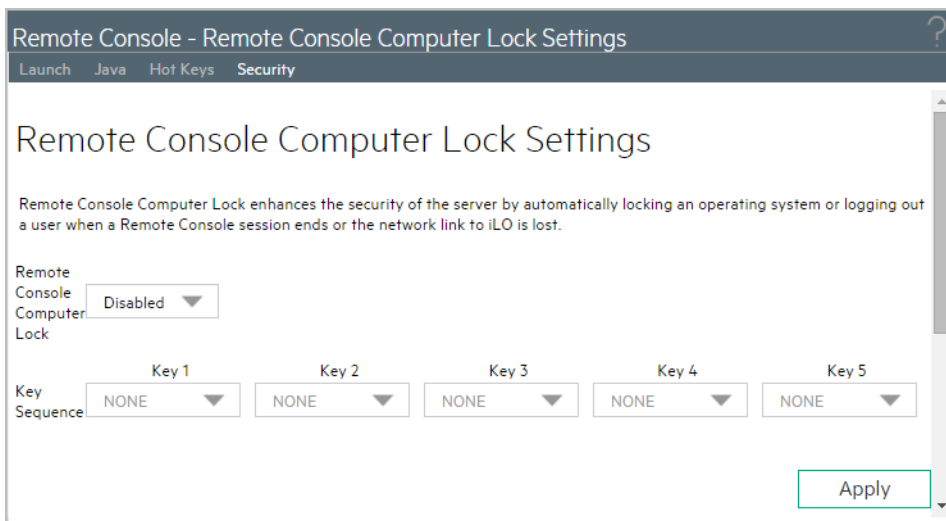 Remote Console - Remote Console Computer Lock Settings
?
Launch Java Hot Keys Security
Remote Console Computer Lock Settings
Remote Console Computer Lock enhances the security of the server by automatically locking an operating system or logging out
a user when a Remote Console session ends or the network link to iLO is lost.
Remote
Console
Computer
Lock
Disabled
Key 1 Key 2 Key 3 Key 4 Key 5
Key
Sequence
NONE NONE NONE NONE NONE
Apply